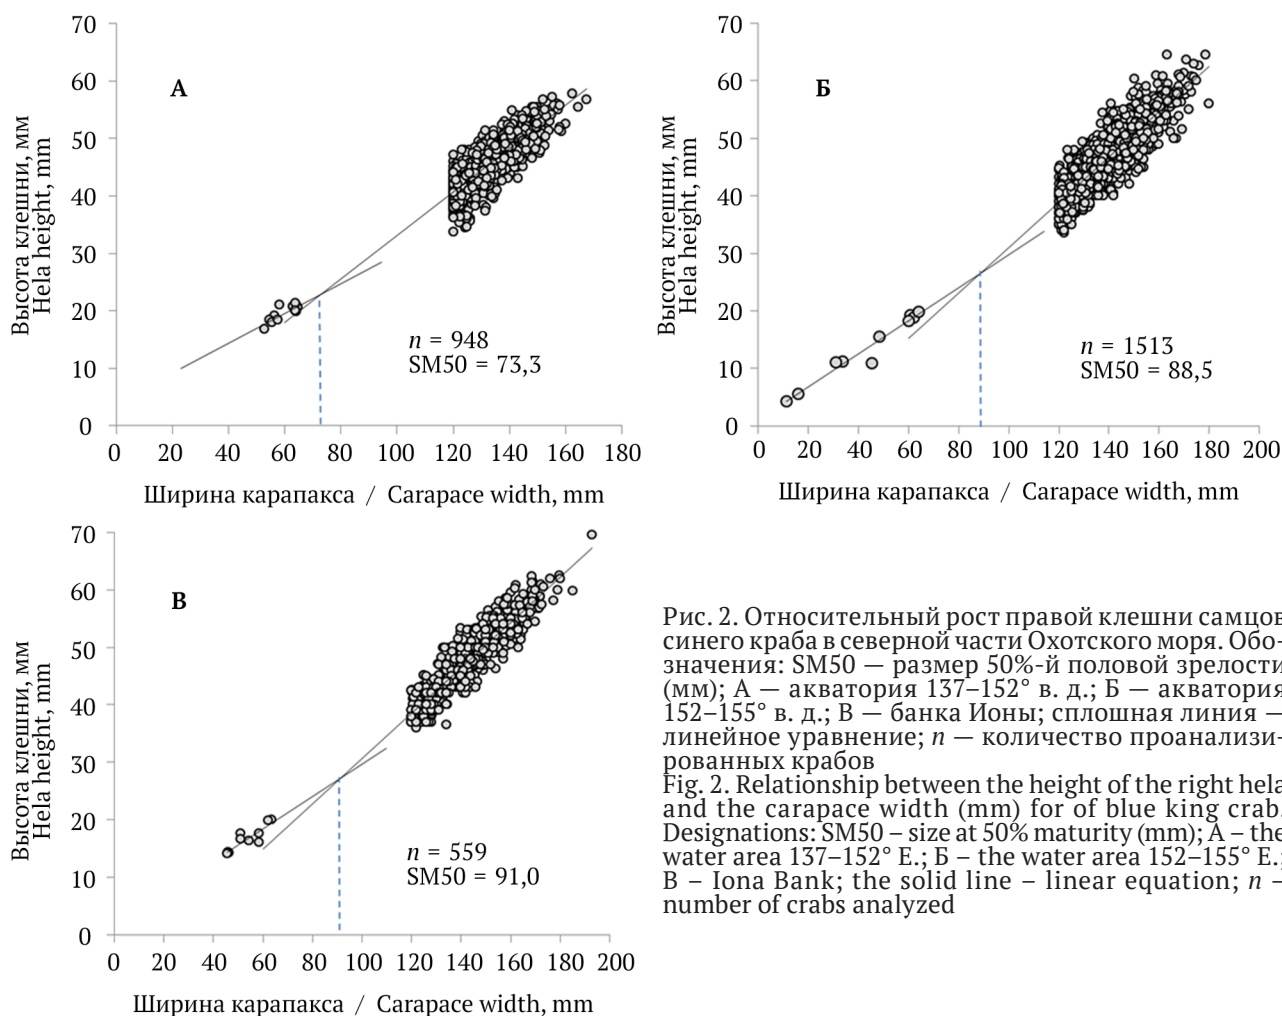 70
60
50
40
30
20
10
0
Высота клешни, мм
Hela height, mm
А
n = 948
SM50 = 73,3
0 20 40 60 80 100 120 140 160 180
Ширина карапакса / Carapace width, mm
70
60
50
40
30
20
10
0
Высота клешни, мм
Hela height, mm
Б
n = 1513
SM50 = 88,5
0 20 40 60 80 100 120 140 160 180 200
Ширина карапакса / Carapace width, mm
70
60
50
40
30
20
10
0
Высота клешни, мм
Hela height, mm
В
n = 559
SM50 = 91,0
0 20 40 60 80 100 120 140 160 180 200
Ширина карапакса / Carapace width, mm
Рис. 2. Относительный рост правой клешни самцов
синего краба в северной части Охотского моря. Обо-
значения: SM50 — размер 50%-й половой зрелости
(мм); А — акватория 137–152° в. д.; Б — акватория
152–155° в. д.; В — банка Ионы; сплошная линия —
линейное уравнение; n — количество проанализи-
рованных крабов
Fig. 2. Relationship between the height of the right hela
and the carapace width (mm) for of blue king crab.
Designations: SM50 – size at 50% maturity (mm); А – the
water area 137–152° E.; Б – the water area 152–155° E.;
В – Iona Bank; the solid line – linear equation; n –
number of crabs analyzed